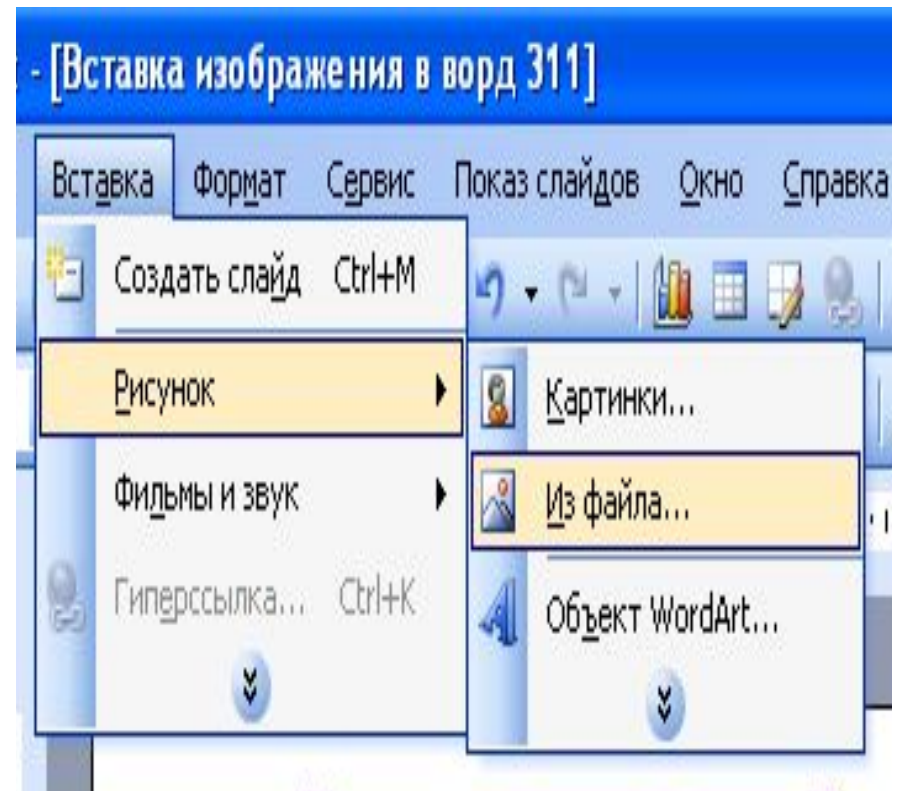 - [Вставка изображения в ворд 311]
Вставка Формат Сервис Показ слайдов Окно Справка
Создать слайд Ctrl+M
Рисунок
Картинки...
Фильмы и звук
Из файла...
Гиперссылка... Ctrl+K
Объект WordArt...